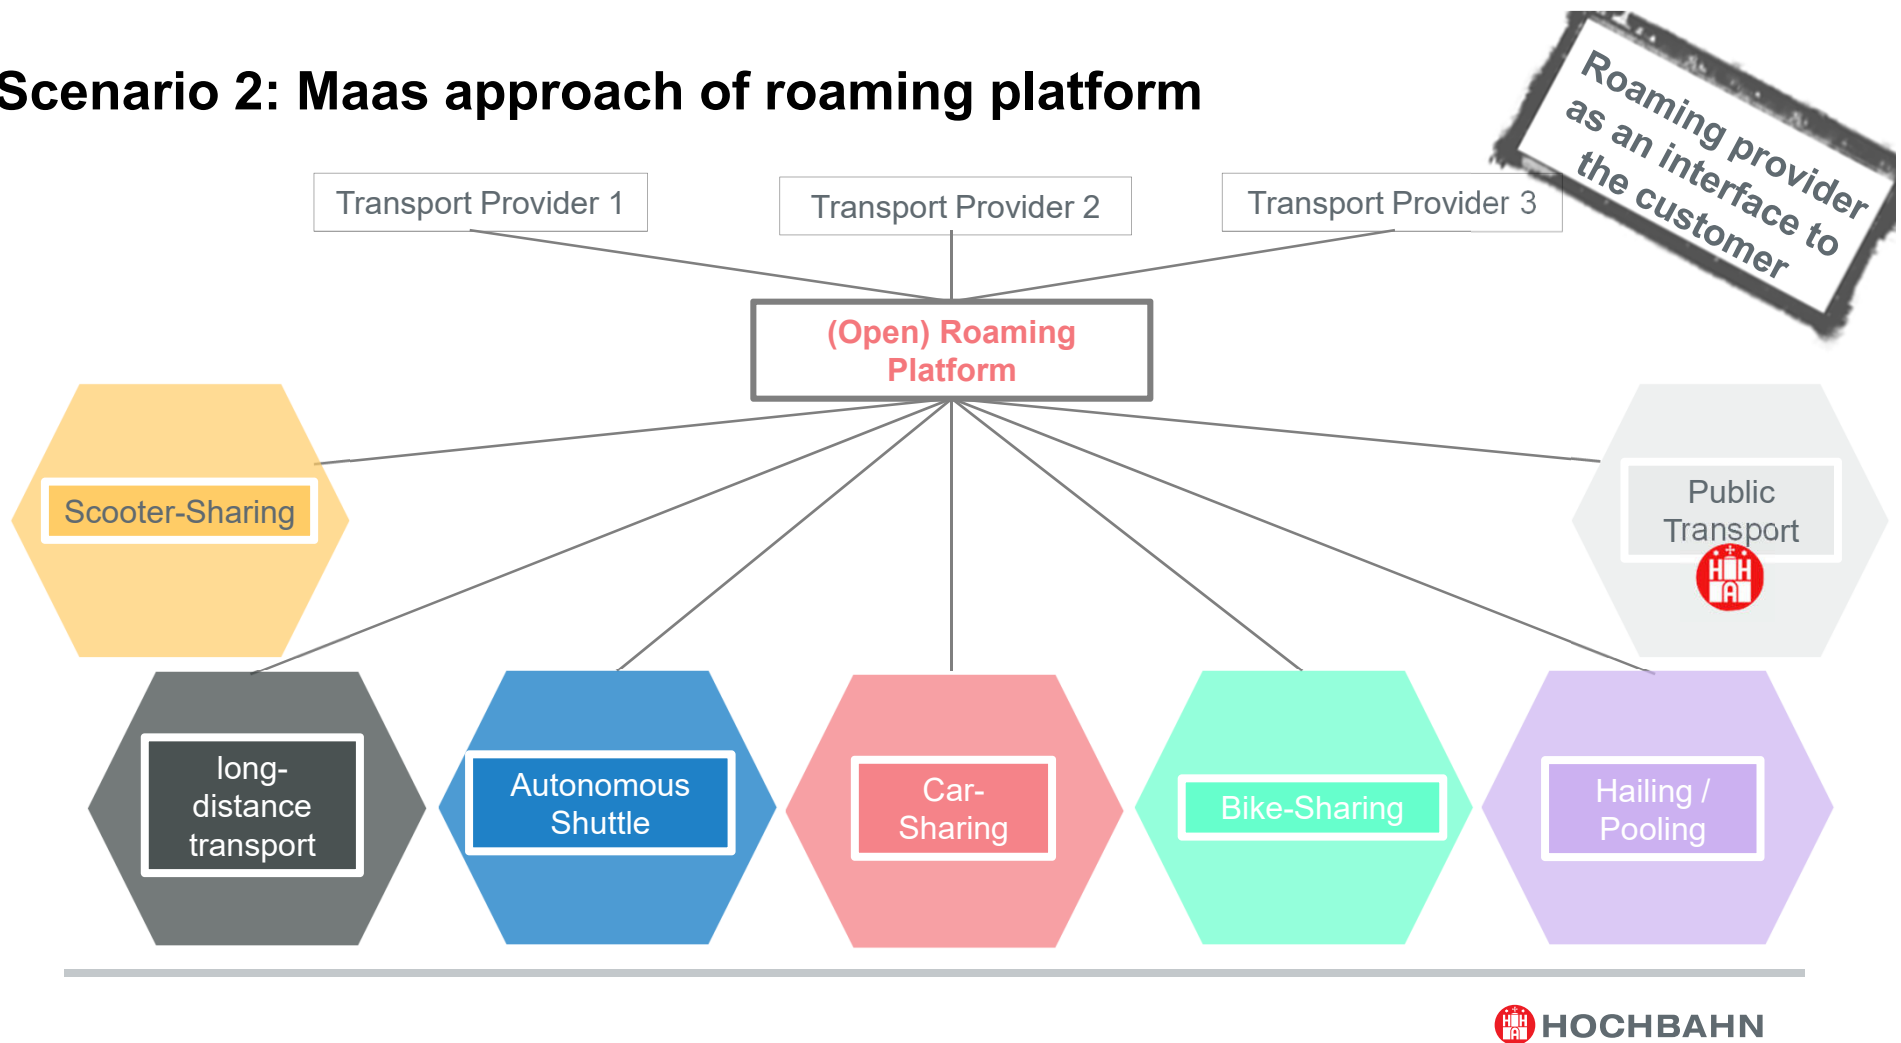 Scenario 2: Maas approach of roaming platform
Roaming provider
as an interface to
the customer
Transport Provider 1
Transport Provider 2
Transport Provider 3
(Open) Roaming
Platform
Scooter-Sharing
Public
Transport
H H
A
long-
distance
transport
Autonomous
Shuttle
Car-
Sharing
Bike-Sharing
Hailing /
Pooling
HOCHBAHN